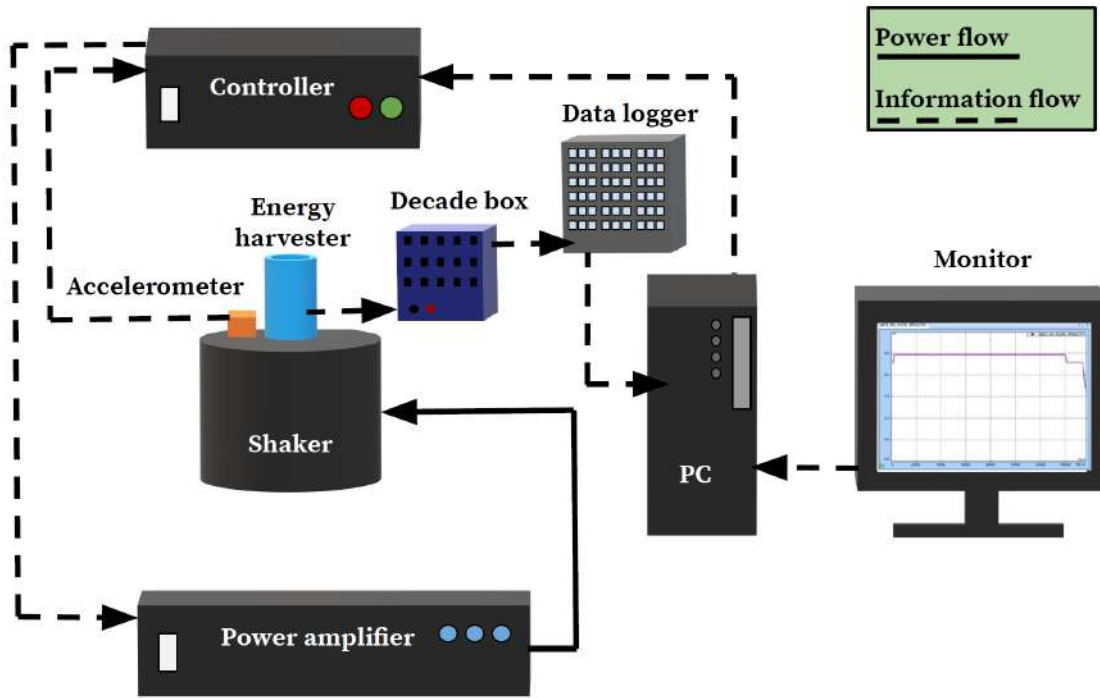 Power flow
Information flow
Controller
Data logger
Energy
harvester
Decade box
Accelerometer
Monitor
Shaker
PC
Power amplifier